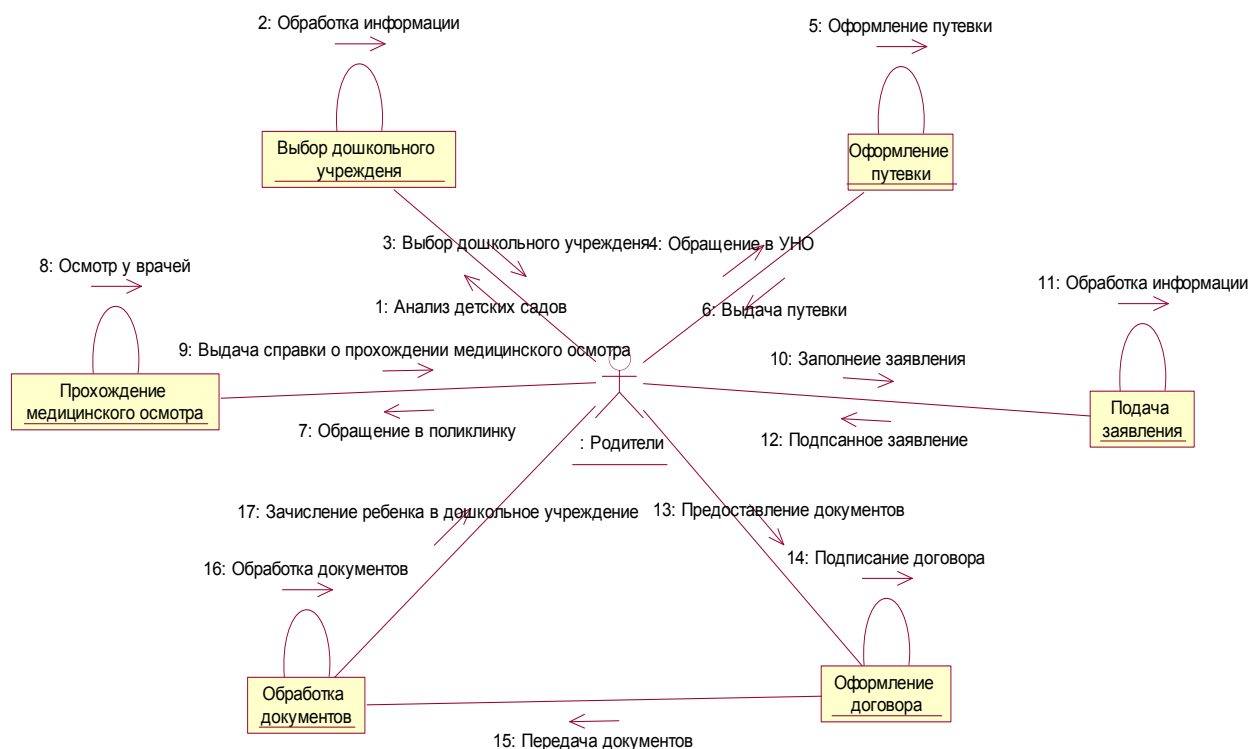 2: Обработка информации
5: Оформление путевки
Выбор дошкольного
учрежденя
Оформление
путевки
3: Выбор дошкольного учрежденя
4: Обращение в УНО
8: Осмотр у врачей
11: Обработка информации
1: Анализ детских садов
6: Выдача путевки
9: Выдача справки о прохождении медицинского осмотра
10: Заполнеие заявления
Прохождение
медицинского осмотра
Подача
заявления
7: Обращение в поликлинку
12: Подпсанное заявление
: Родители
17: Зачисление ребенка в дошкольное учреждение
13: Предоставление документов
16: Обработка документов
14: Подписание договора
Обработка
документов
Оформление
договора
15: Передача документов